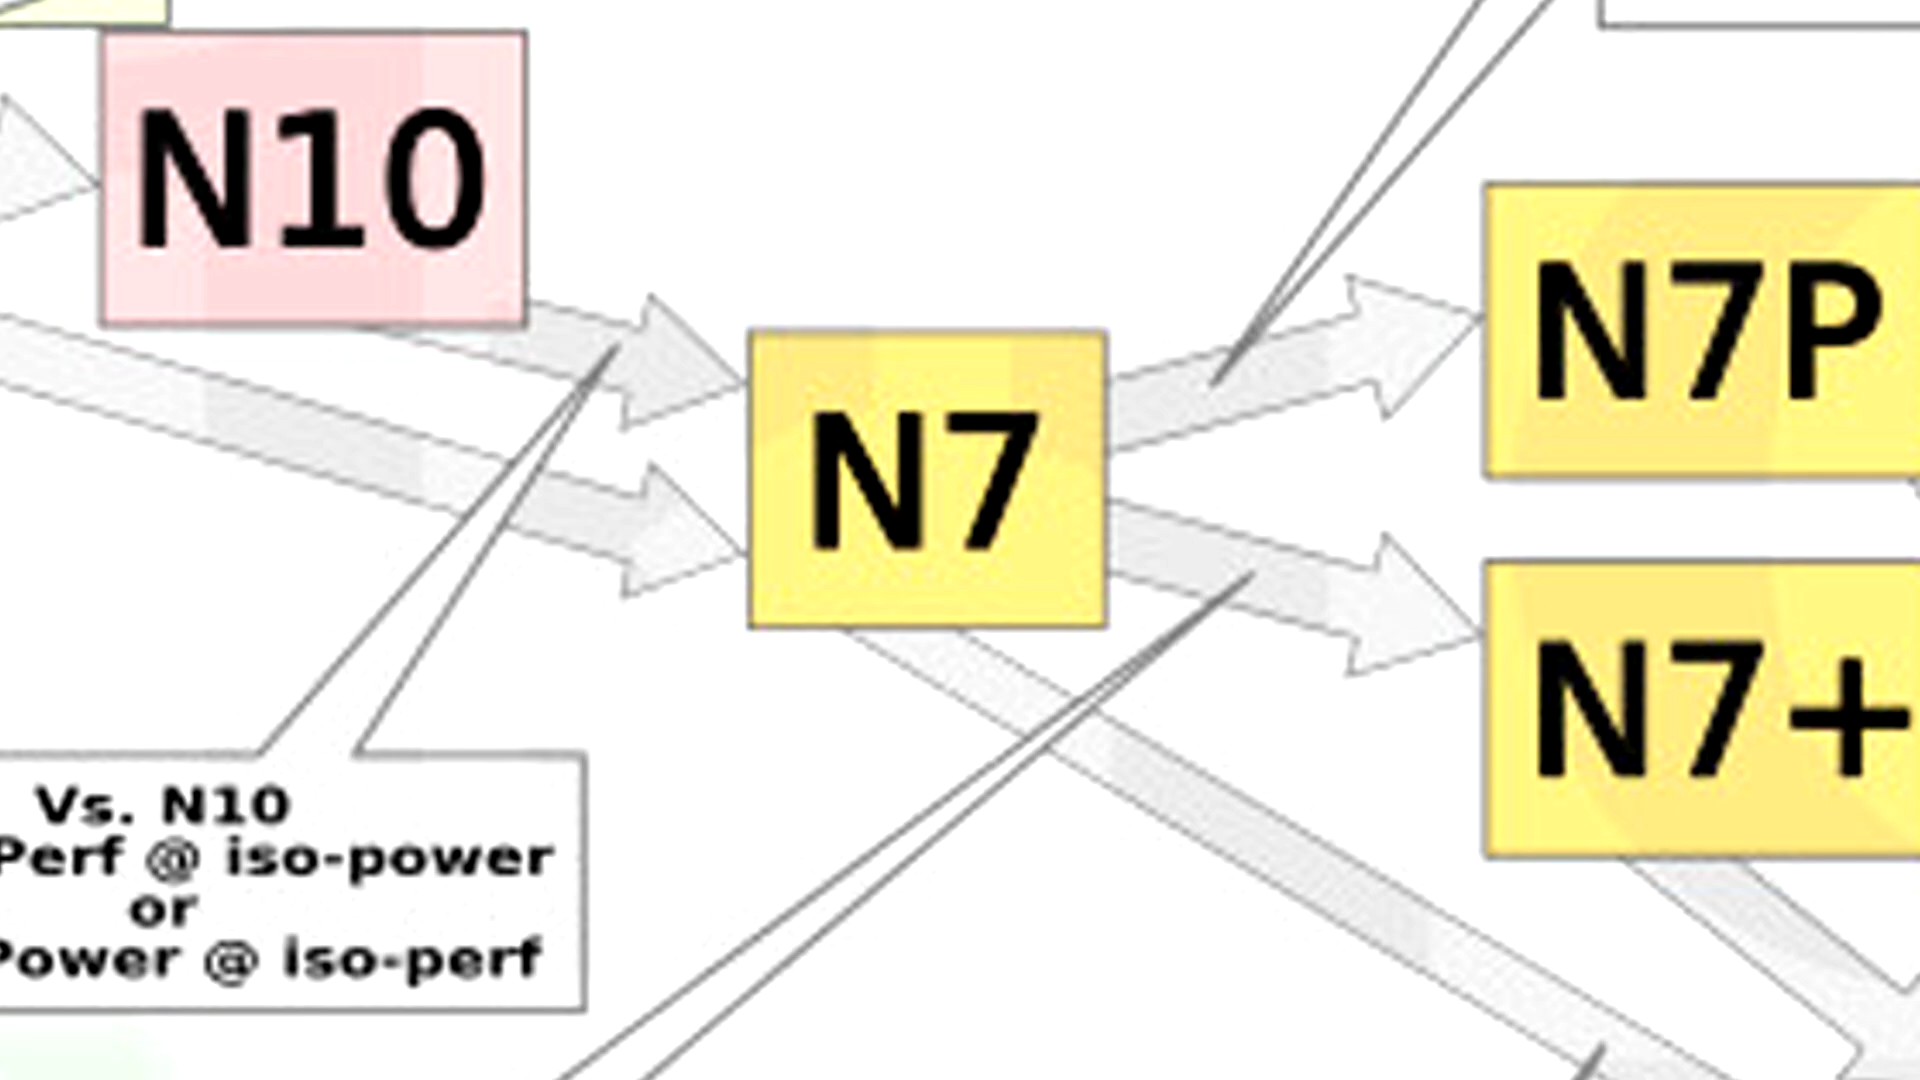 N10
N7P
N7
N7+
Vs. N10
Perf @ iso-power
or
Power @ iso-perf